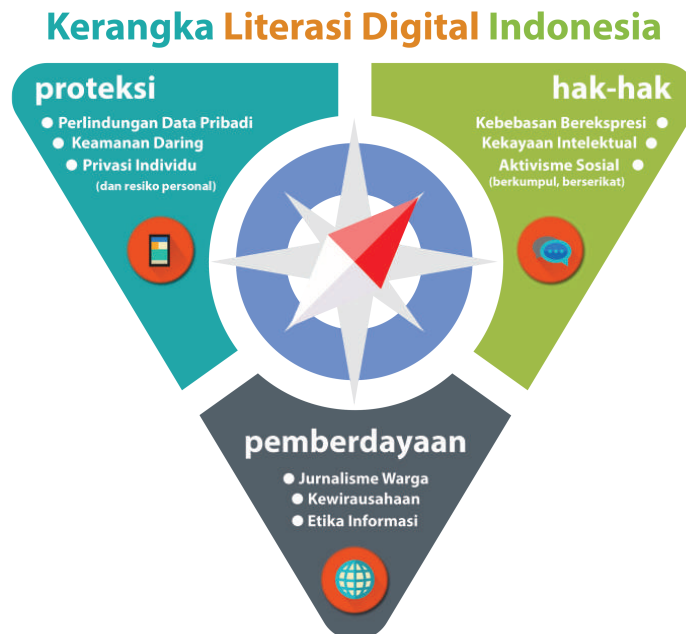 Kerangka Literasi Digital Indonesia
proteksi
● Perlindungan Data Pribadi
● Keamanan Daring
● Privasi Individu
(dan resiko personal)
hak-hak
Kebebasan Berekspresi ●
Kekayaan Intelektual ●
Aktivisme Sosial ●
(berkumpul, berserikat)
pemberdayaan
● Jurnalisme Warga
● Kewirausahaan
● Etika Informasi